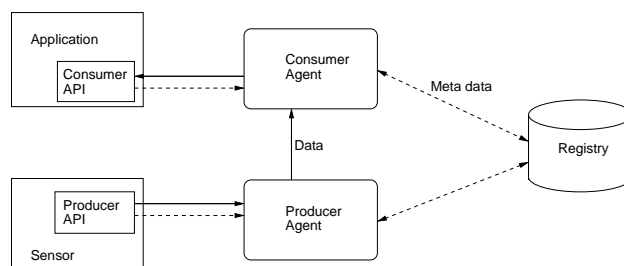 Application
Consumer
API
Consumer
Agent
Meta data
Registry
Data
Producer
API
Sensor
Producer
Agent